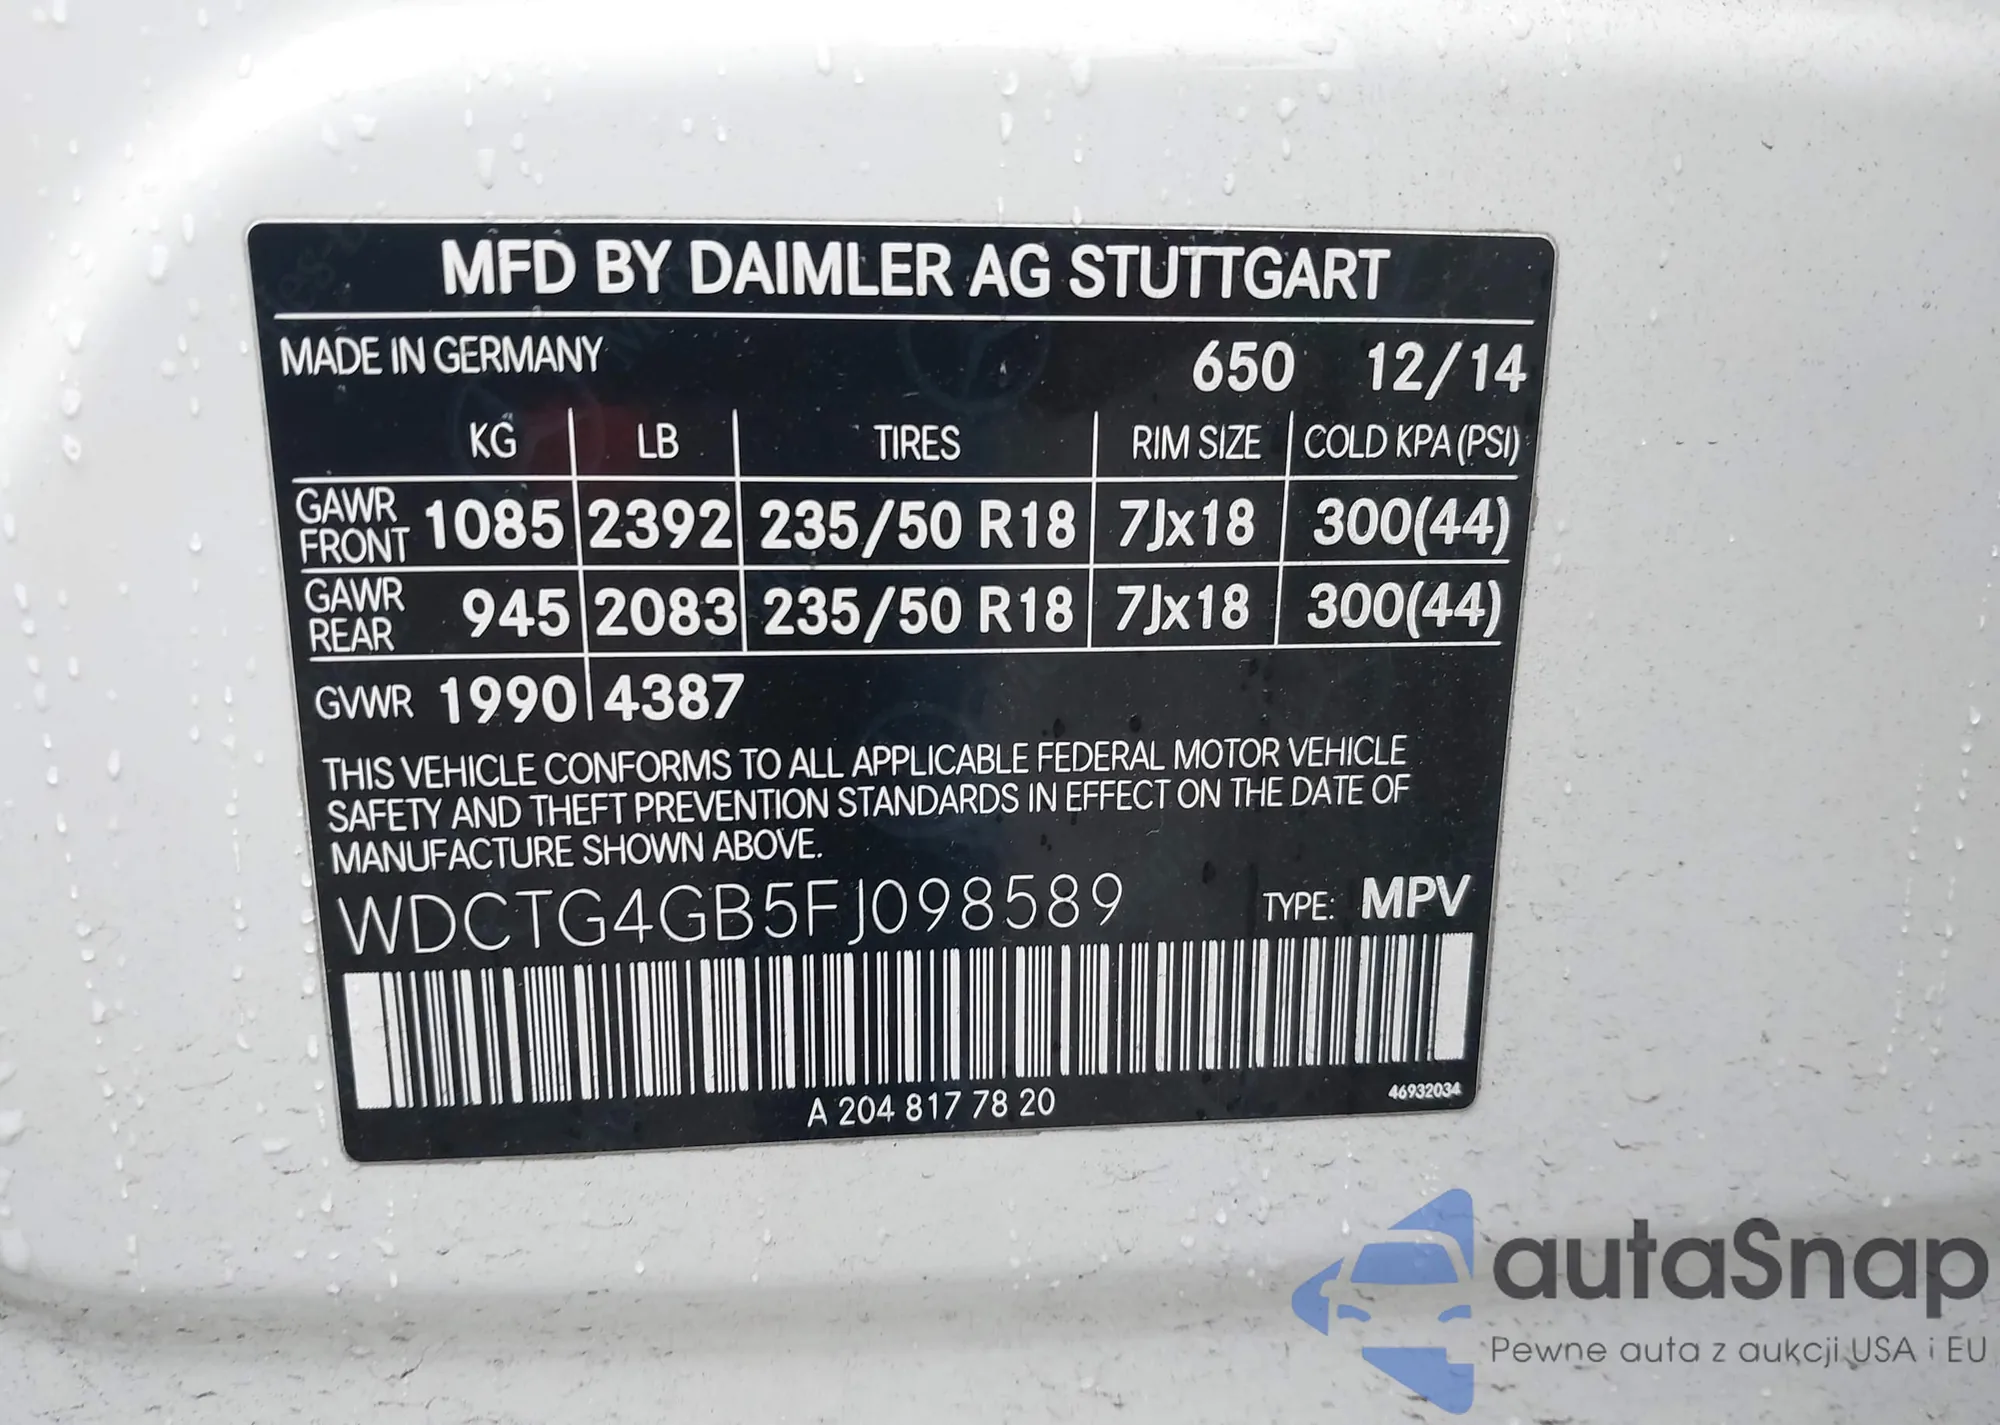 MFD BY DAIMLER AG STUTTGART
MADE IN GERMANY 650 12/14
KG LB TIRES RIM SIZE COLD KPA (PSI)
GAWR FRONT 1085 2392 235/50 R18 7Jx18 300(44)
GAWR REAR 945 2083 235/50 R18 7Jx18 300(44)
GVWR 1990 4387
THIS VEHICLE CONFORMS TO ALL APPLICABLE FEDERAL MOTOR VEHICLE
SAFETY AND THEFT PREVENTION STANDARDS IN EFFECT ON THE DATE OF
MANUFACTURE SHOWN ABOVE.
WDCTG4GB5FJ098589 TYPE: MPV
A 204 817 78 20 46932034
autaSnap
Pewne auta z aukcji USA i EU